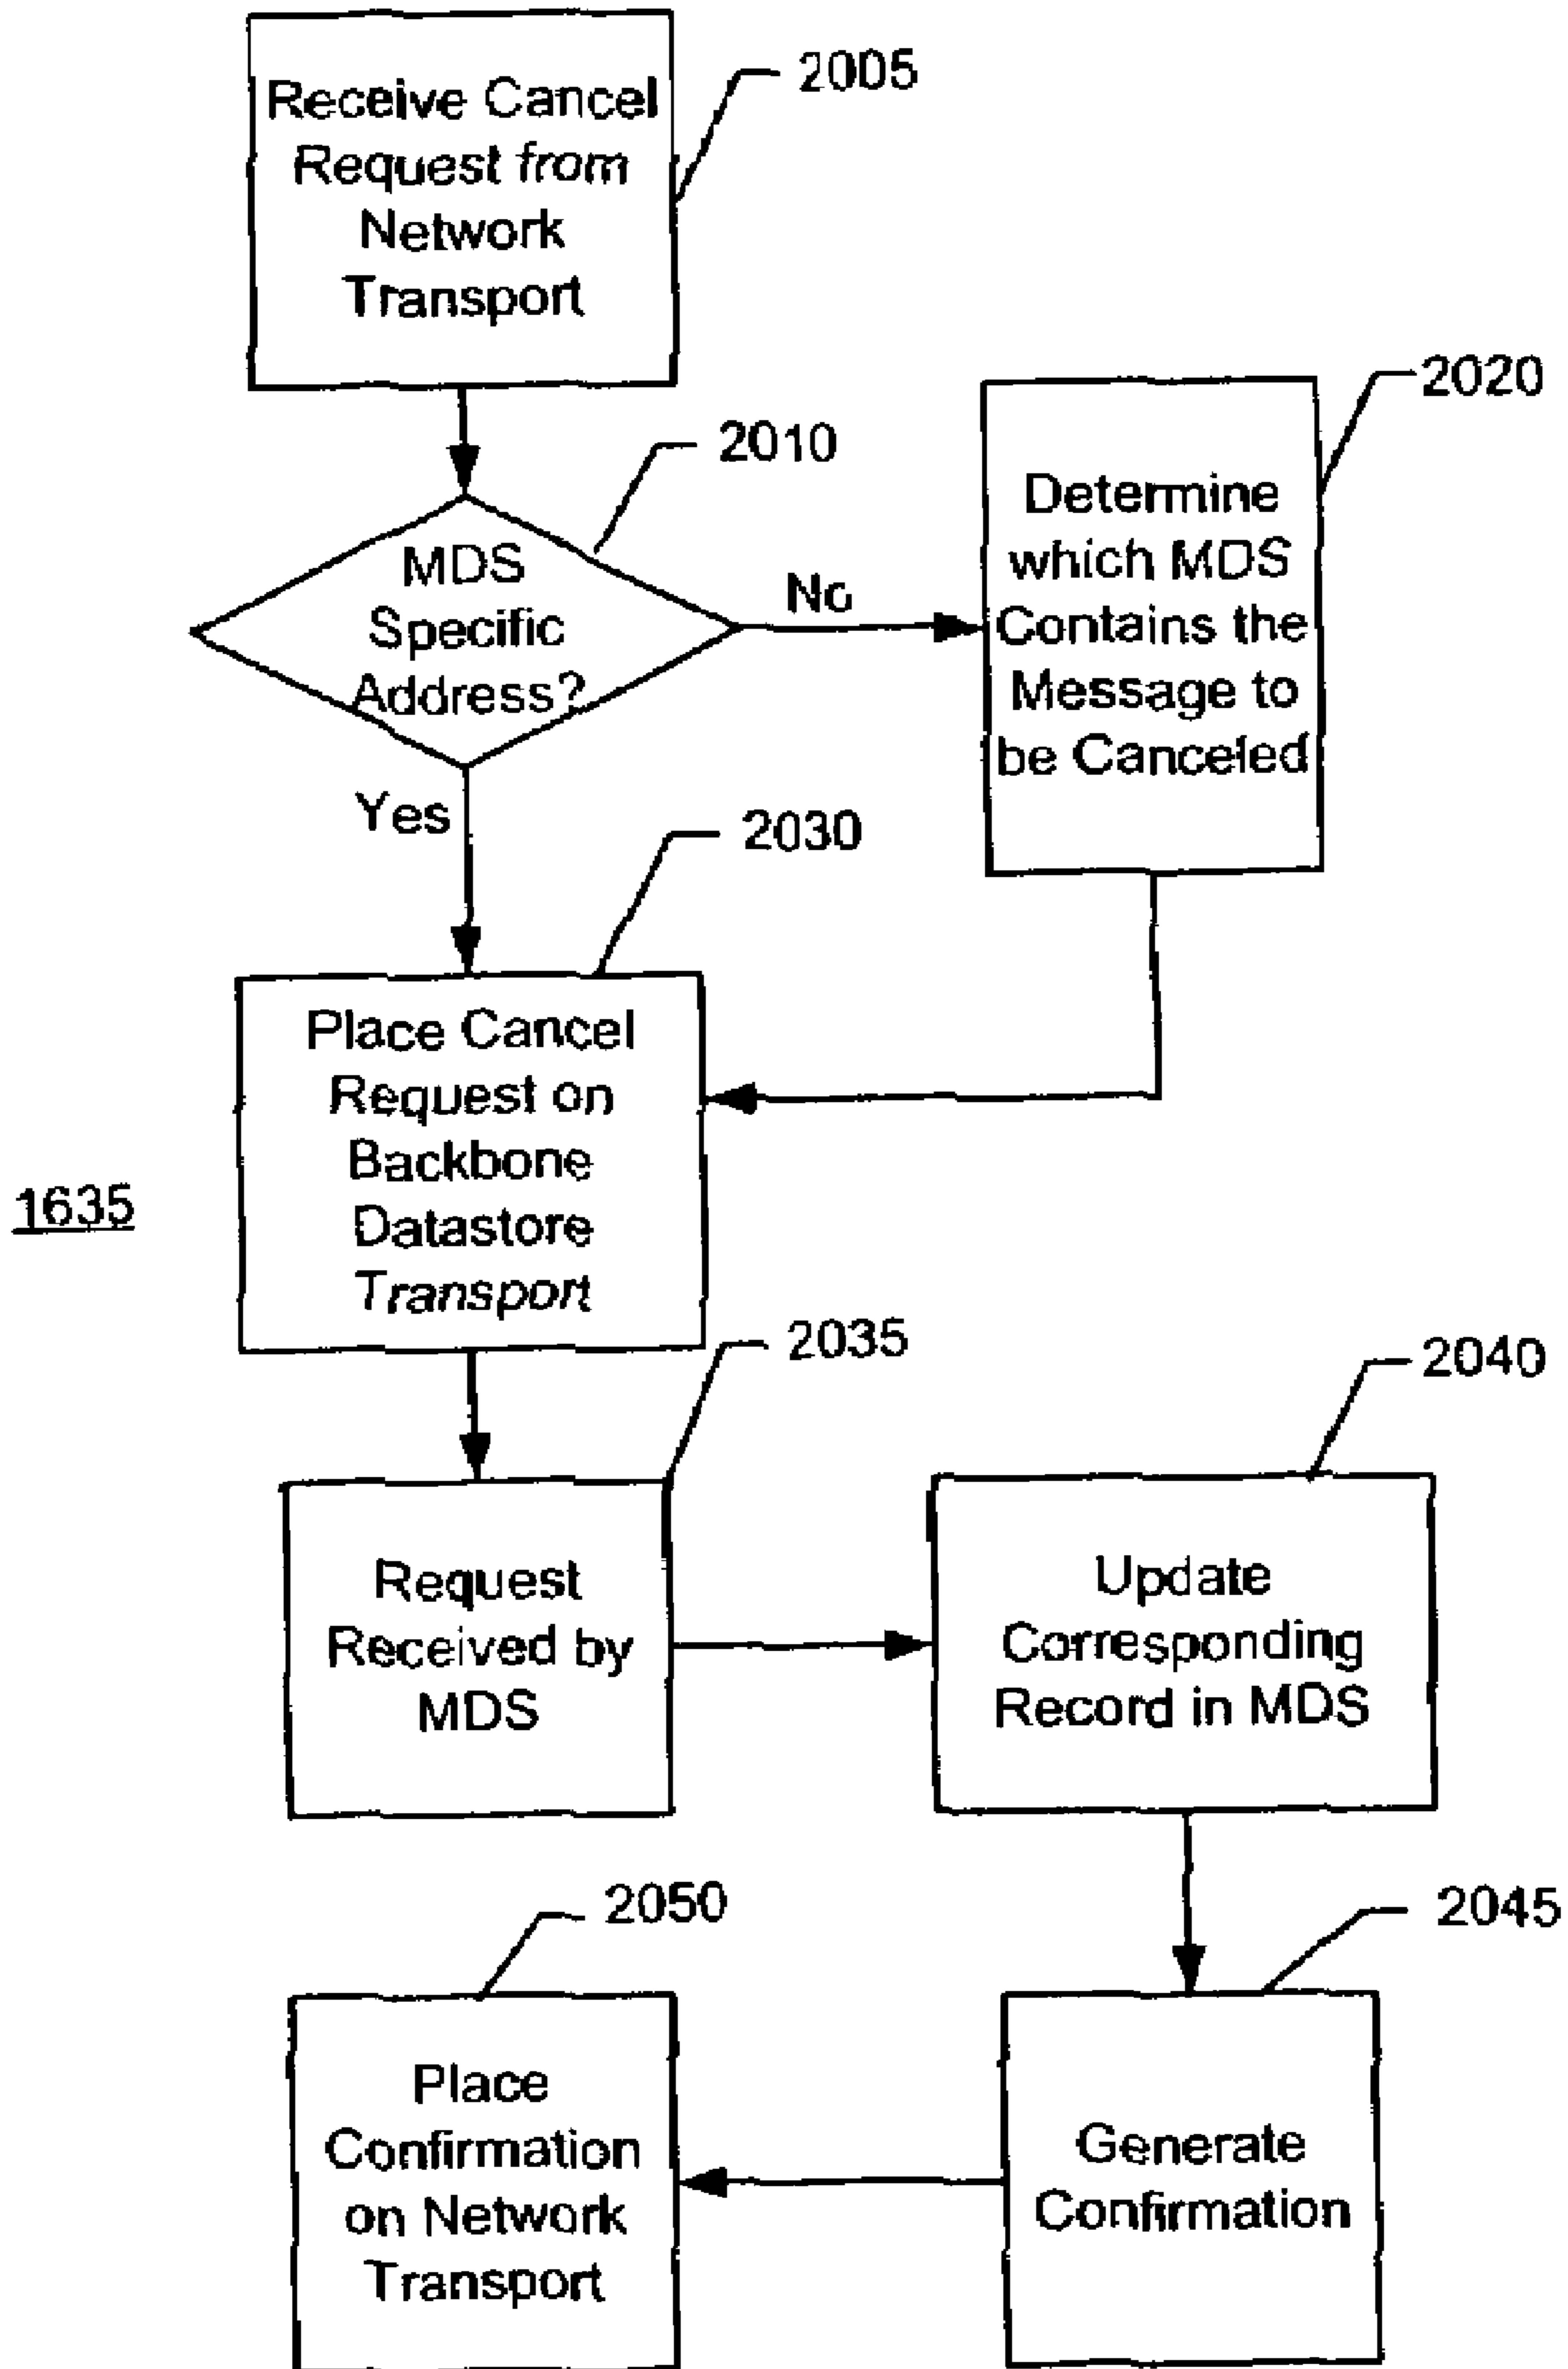 Receive Cancel
Request from
Network
Transport
2005
MDS
Specific
Address?
2010
No
Yes
Determine
which MDS
Contains the
Message to
be Canceled
2020
Place Cancel
Request on
Backbone
Datastore
Transport
2030
1635
Request
Received by
MDS
2035
Update
Corresponding
Record in MDS
2040
Generate
Confirmation
2045
Place
Confirmation
on Network
Transport
2050